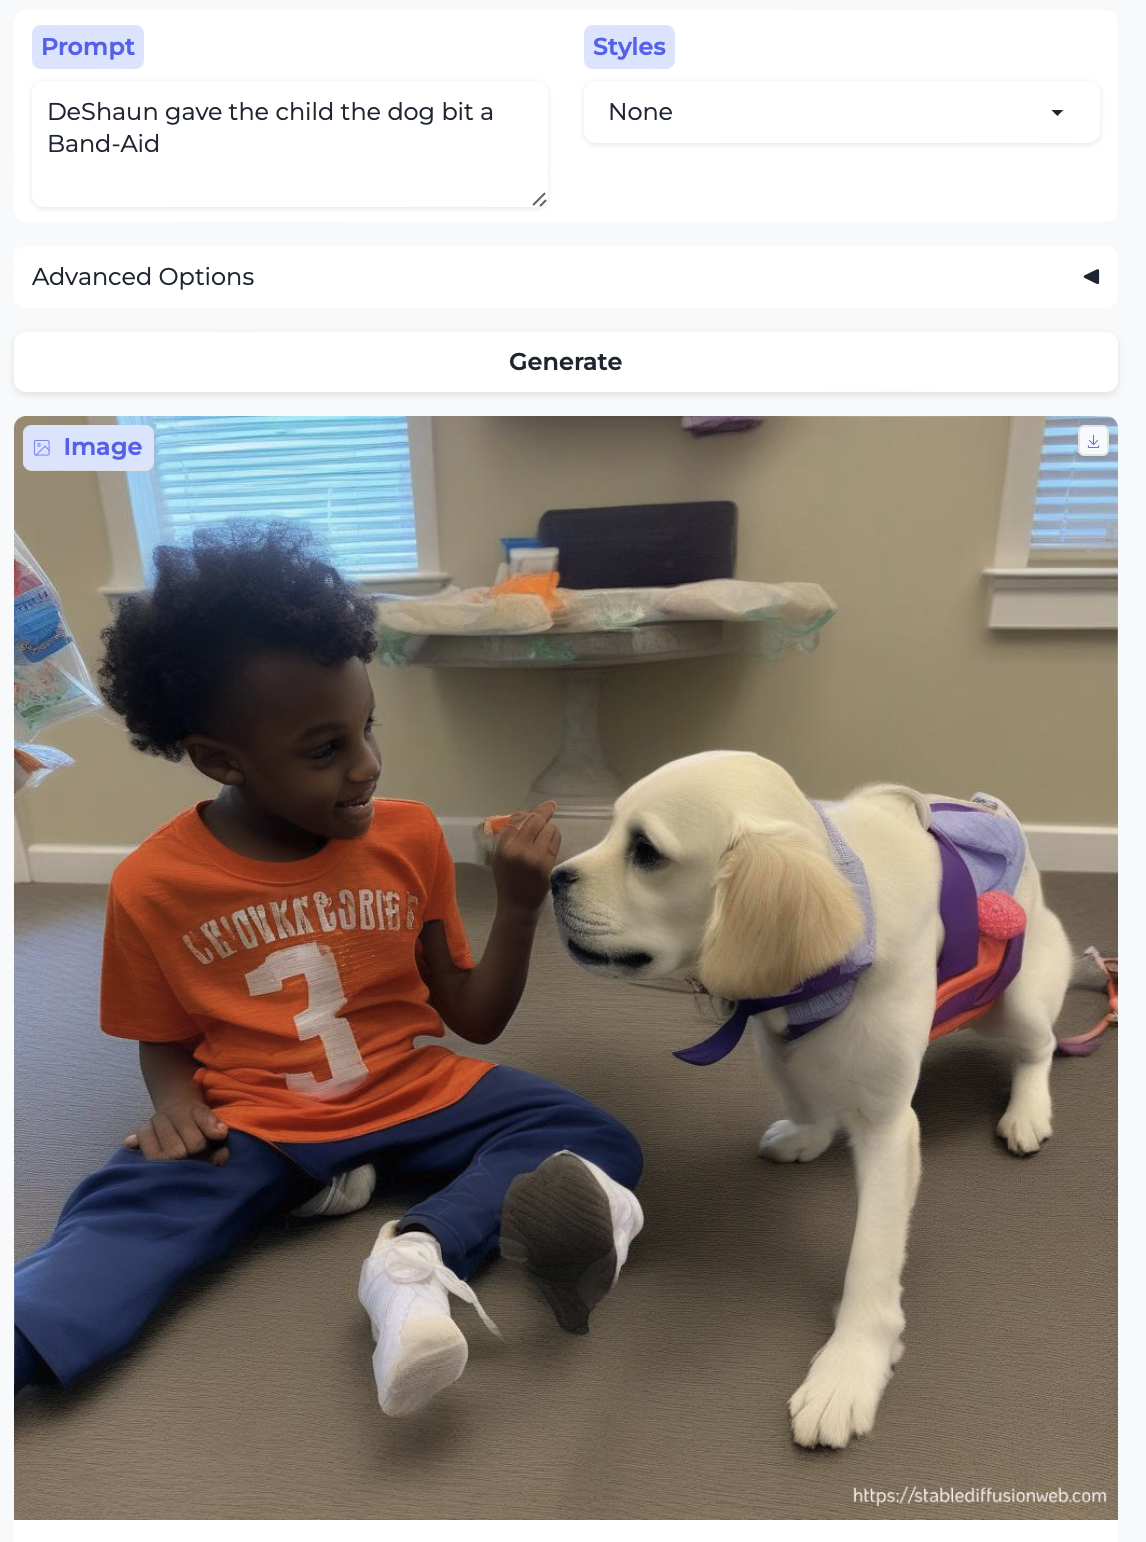 Prompt
Styles
DeShaun gave the child the dog bit a
Band-Aid
None
Advanced Options
Generate
Image
3
https://stablediffusionweb.com